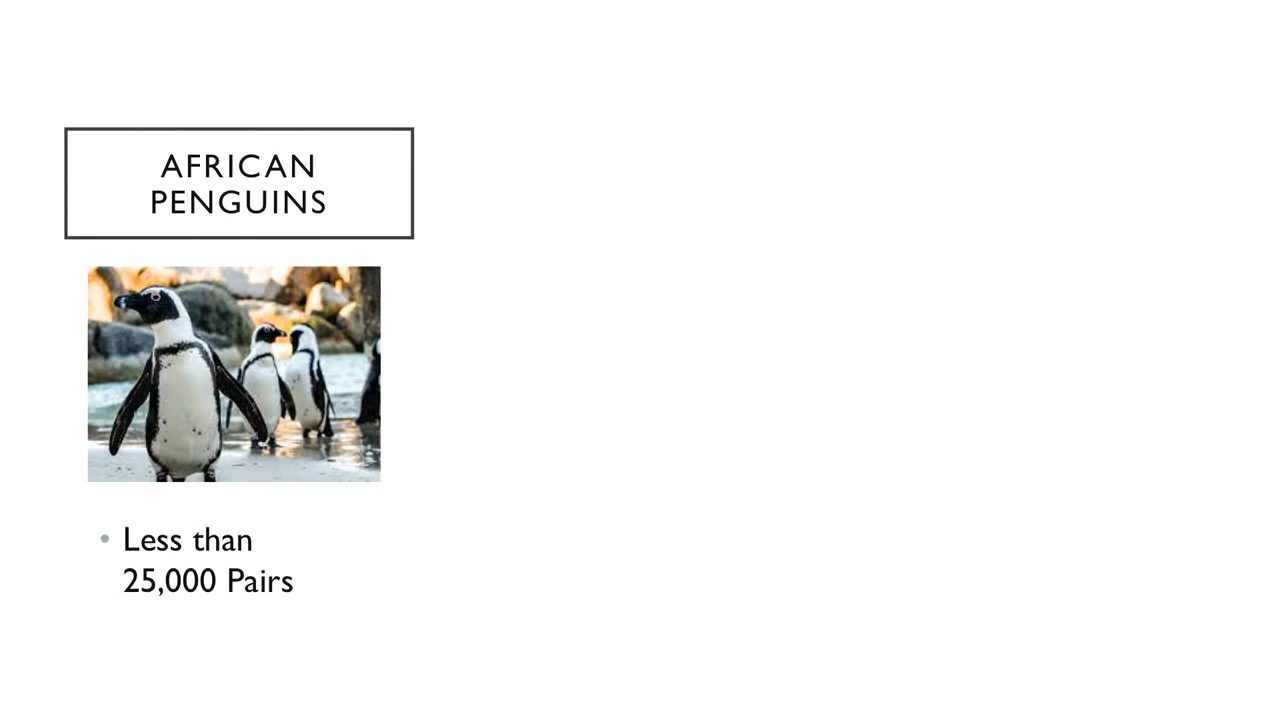 AFRICAN
PENGUINS
• Less than
25,000 Pairs